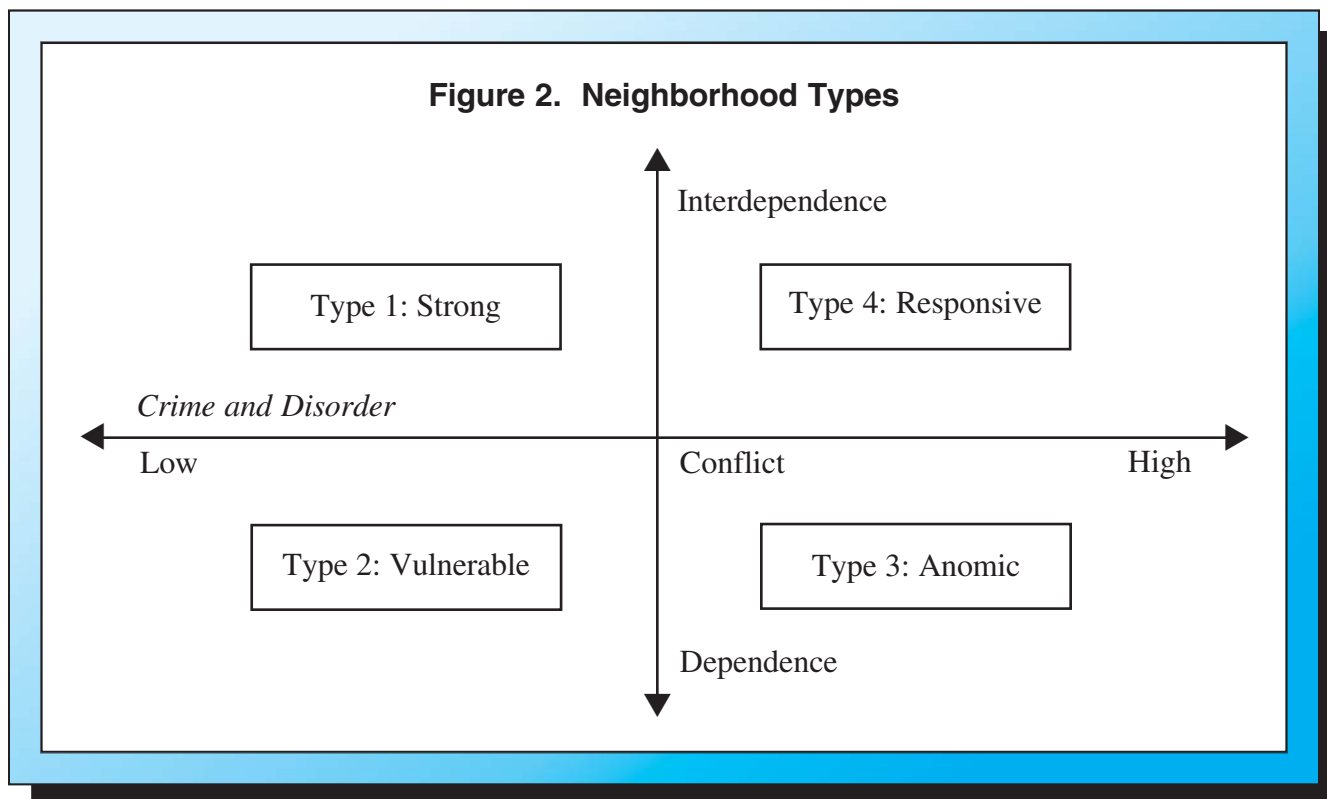 Figure 2. Neighborhood Types
Interdependence
Type 1: Strong
Type 4: Responsive
Crime and Disorder
Low
Conflict
High
Type 2: Vulnerable
Type 3: Anomic
Dependence